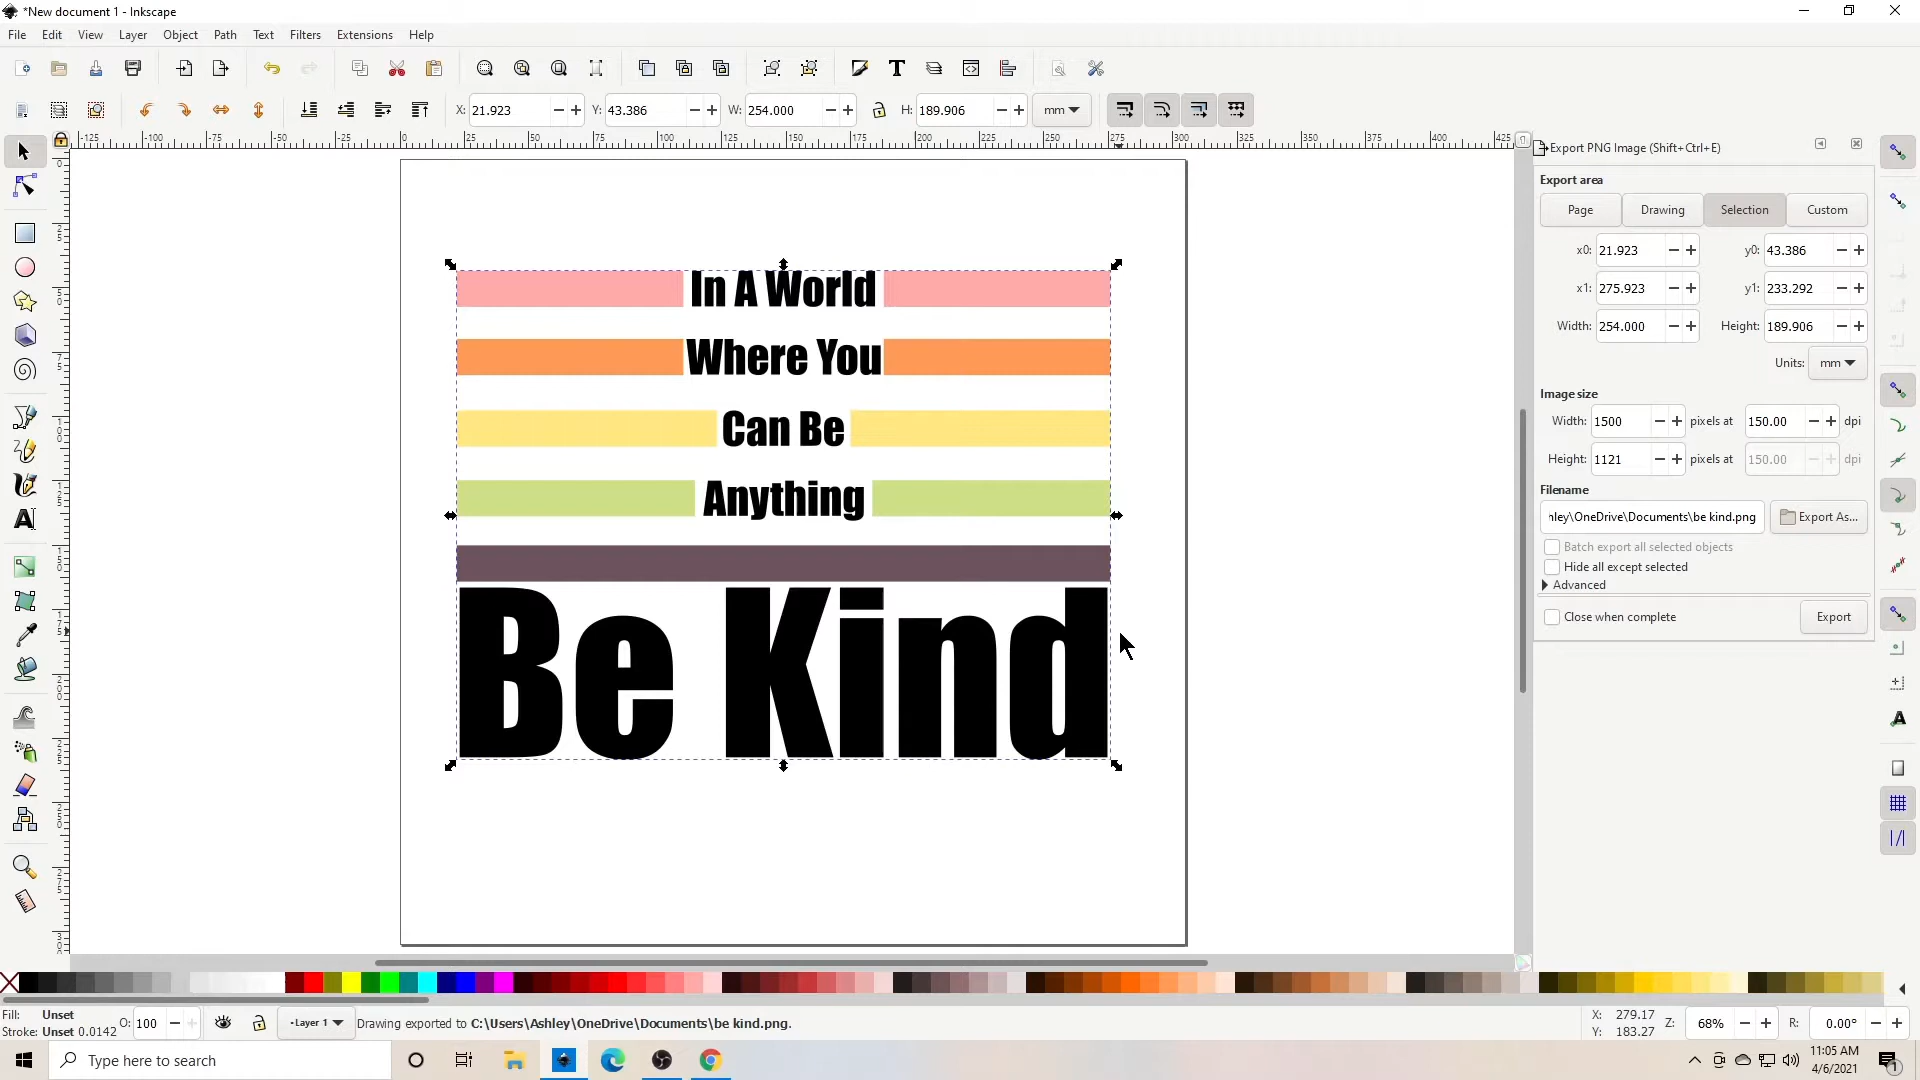 *New document 1 - Inkscape
File Edit View Layer Object Path Text Filters Extensions Help
X: 21.923 Y: 43.386 W: 254.000 H: 189.906 mm
Export PNG Image (Shift+Ctrl+E)
Export area
Page Drawing Selection Custom
x0: 21.923 y0: 43.386
x1: 275.923 y1: 233.292
Width: 254.000 Height: 189.906
Units: mm
Image size
Width: 1500 pixels at 150.00 dpi
Height: 1121 pixels at 150.00 dpi
Filename
hley\OneDrive\Documents\be kind.png Export As...
Batch export all selected objects
Hide all except selected
Advanced
Close when complete Export
In A World
Where You
Can Be
Anything
Be Kind
Fill: Unset
Stroke: Unset 0.0142 O: 100 Layer 1 Drawing exported to C:\Users\Ashley\OneDrive\Documents\be kind.png.
X: 279.17
Y: 183.27
Z: 68% R: 0.00°
Type here to search
11:05 AM
4/6/2021